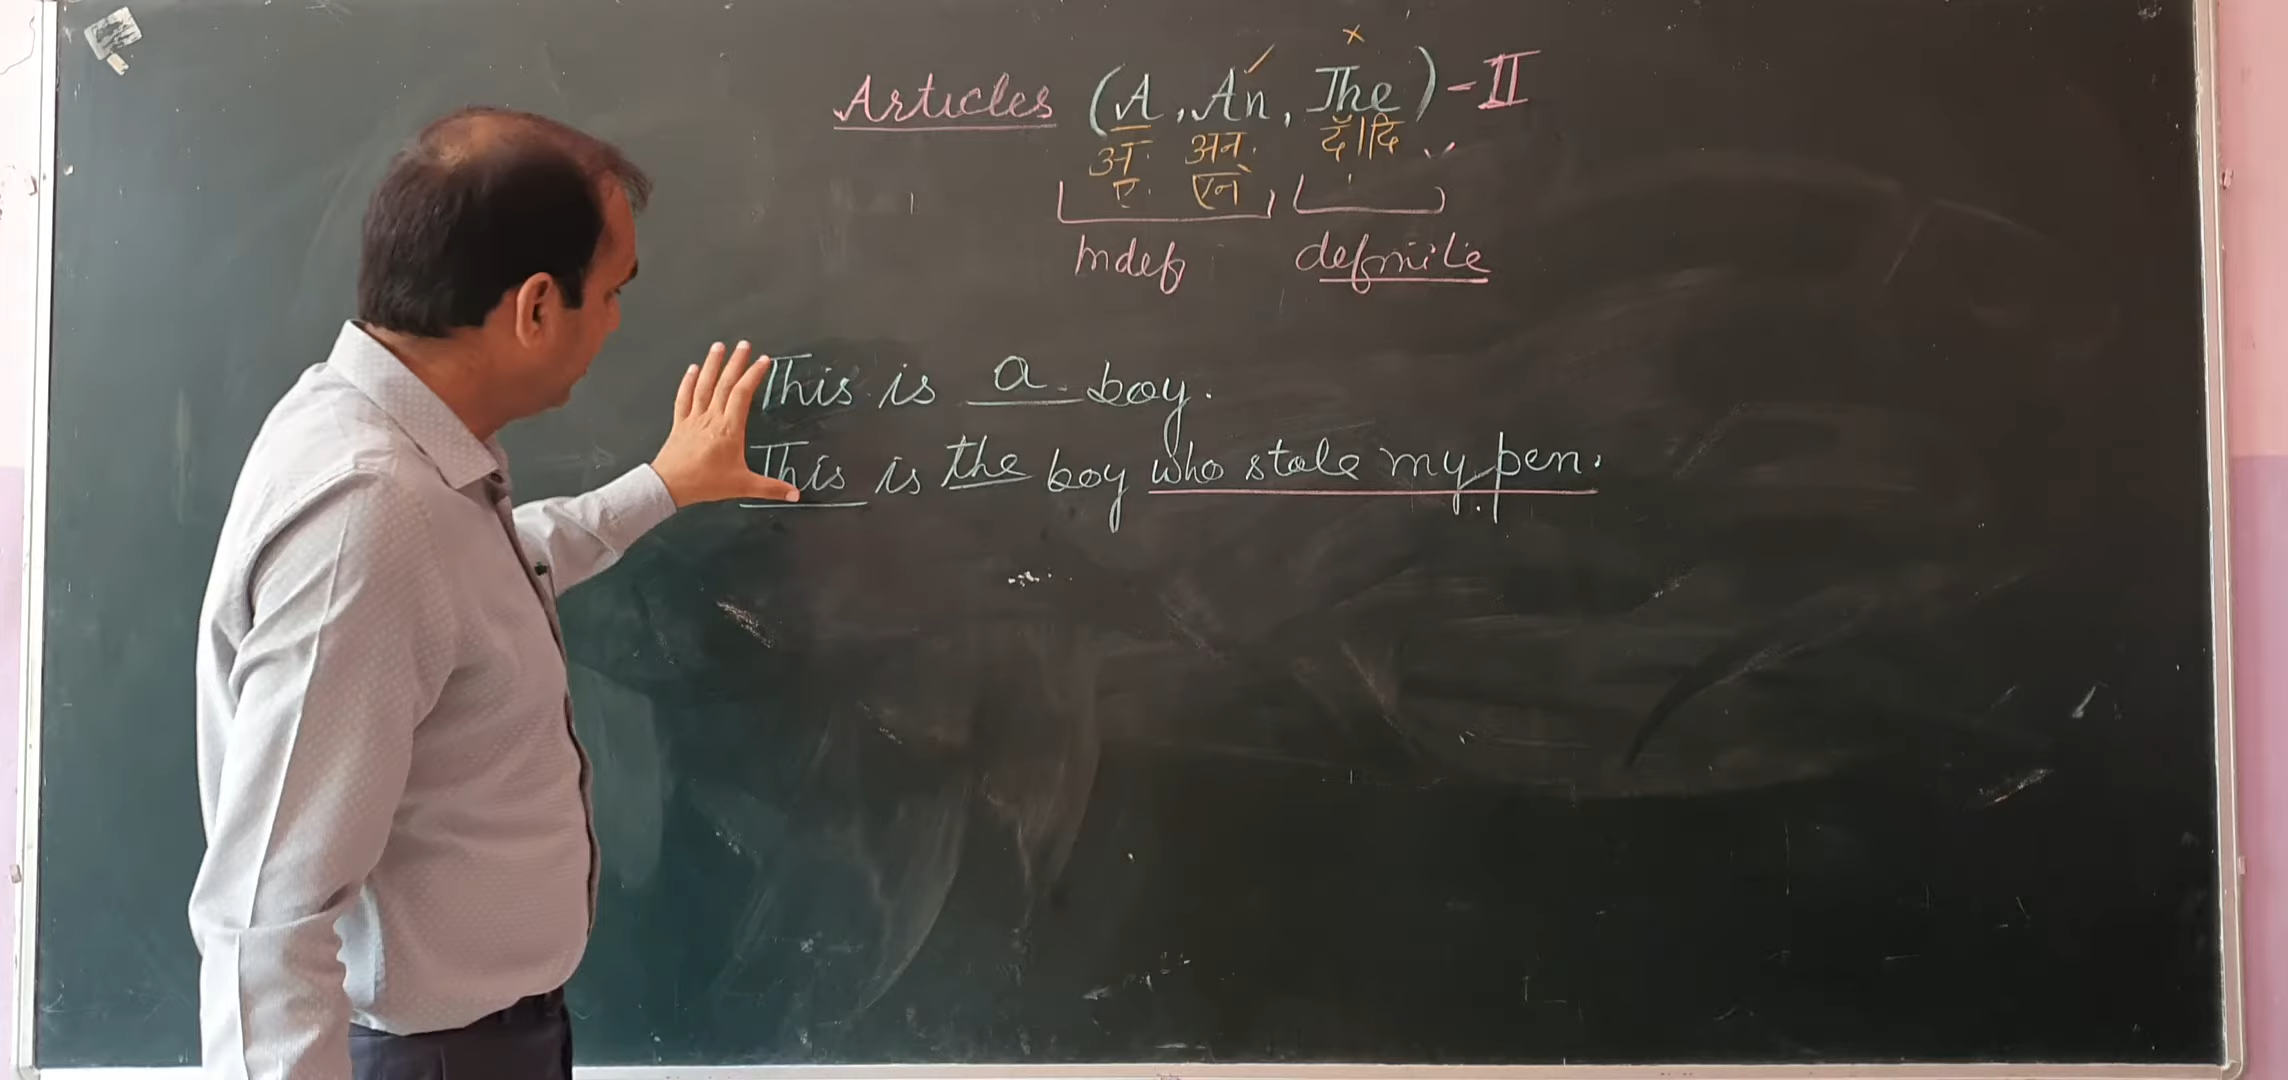 Articles (A, An, The) - II
अ अन दॅ।दि
ए एन
Indef definite
This is a boy.
This is the boy who stole my pen.